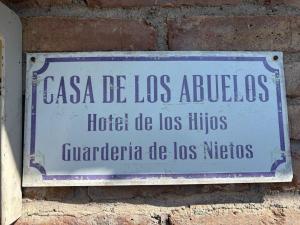 CASA DE LOS ABUELOS
Hotel de los Hijos
Guarderia de los Nietos